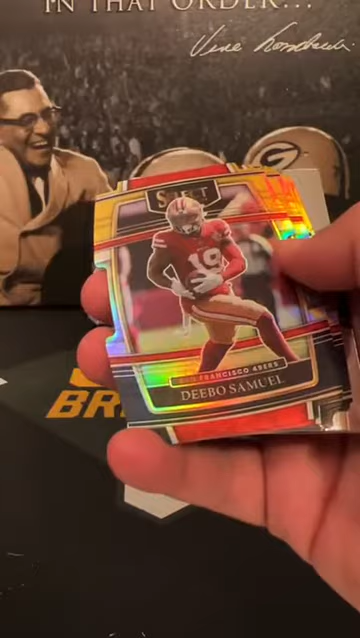 IN THAT ORDER...
Vince Lombardi
SELECT
19
SAN FRANCISCO 49ERS
DEEBO SAMUEL
BR